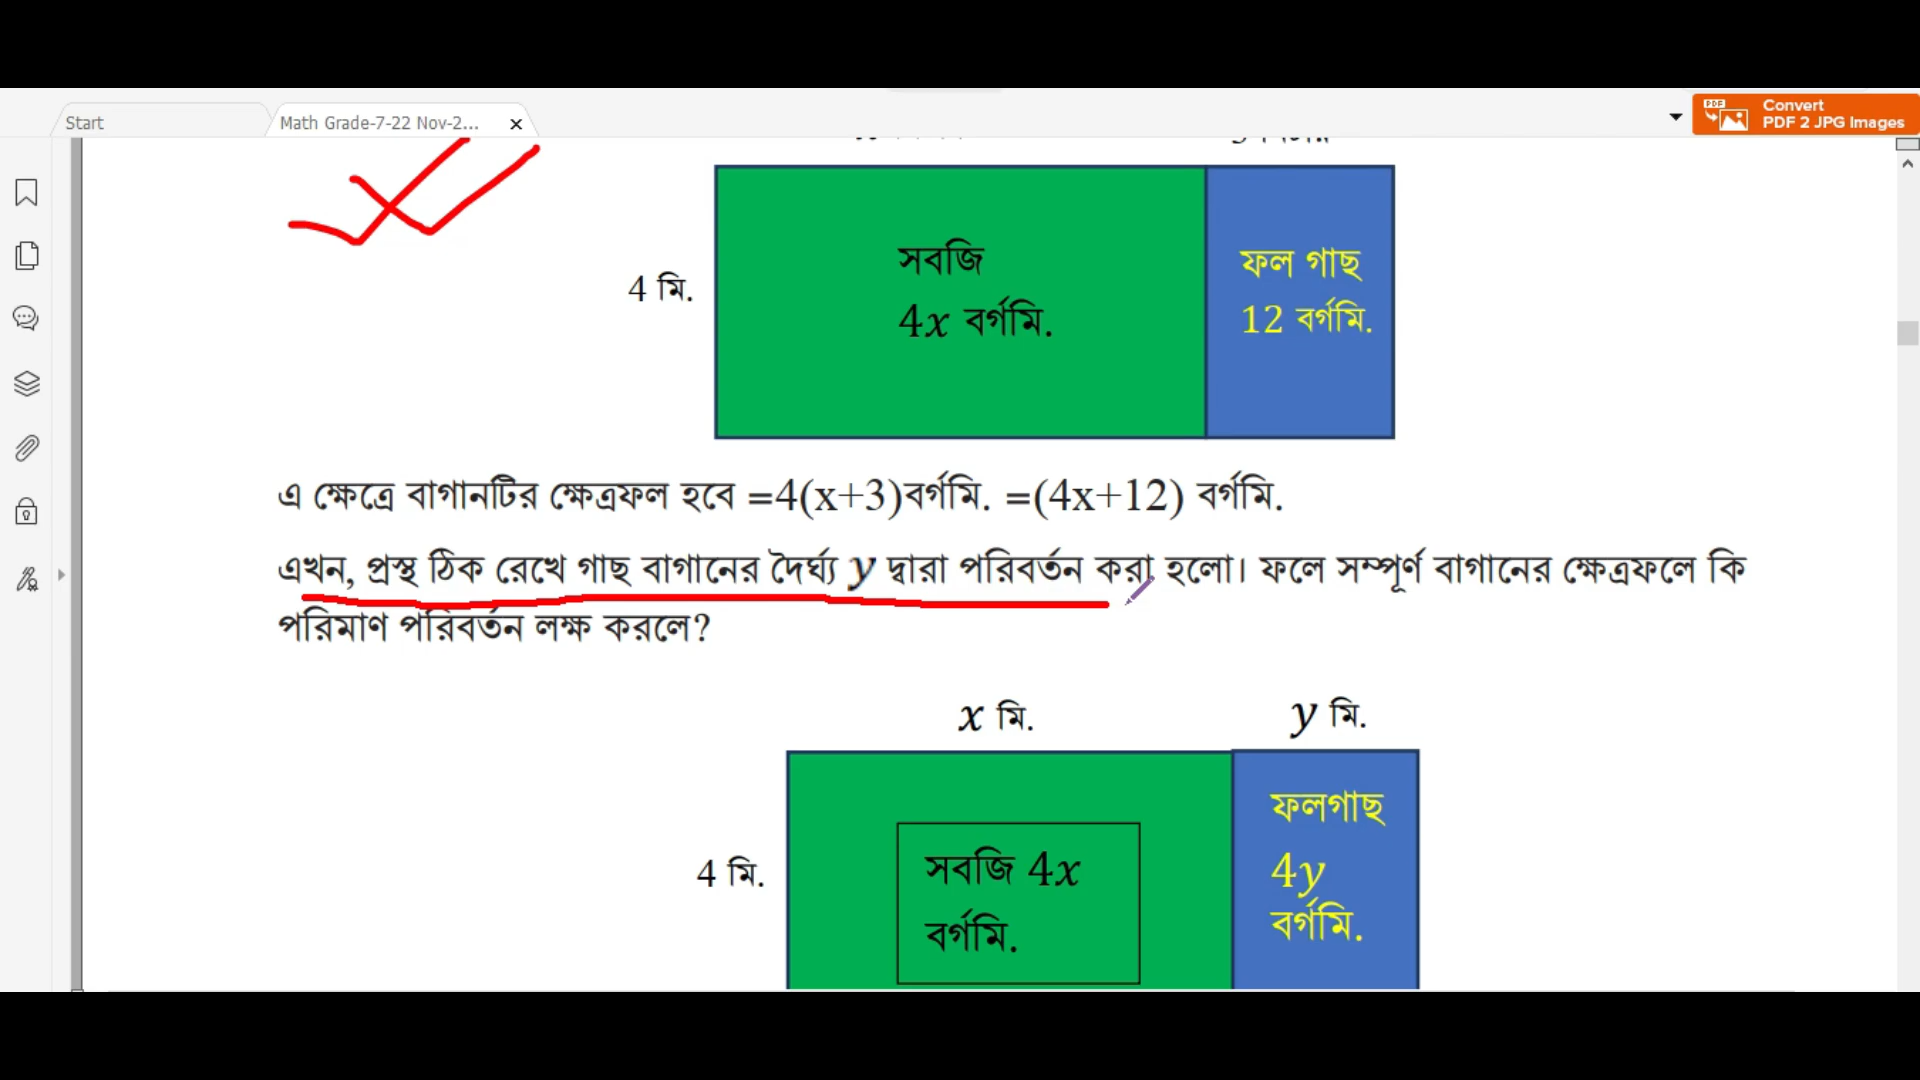 Start
Math Grade-7-22 Nov-2...
Convert
PDF 2 JPG Images
PDF
সবজি
4x বর্গমি.
ফল গাছ
12 বর্গমি.
4 মি.
এ ক্ষেত্রে বাগানটির ক্ষেত্রফল হবে =4(x+3)বর্গমি. =(4x+12) বর্গমি.
এখন, প্রস্থ ঠিক রেখে গাছ বাগানের দৈর্ঘ্য y দ্বারা পরিবর্তন করা হলো। ফলে সম্পূর্ণ বাগানের ক্ষেত্রফলে কি
পরিমাণ পরিবর্তন লক্ষ করলে?
x মি.
y মি.
4 মি.
সবজি 4x
বর্গমি.
ফলগাছ
4y
বর্গমি.